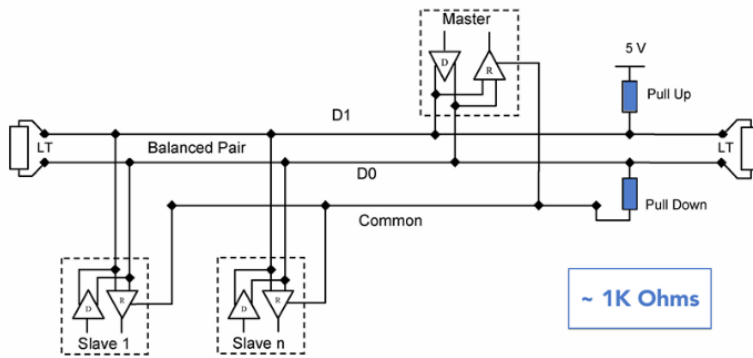 Master
5 V
D
R
Pull Up
D1
LT
Balanced Pair
LT
D0
Pull Down
Common
~ 1K Ohms
D
R
D
R
Slave 1
Slave n